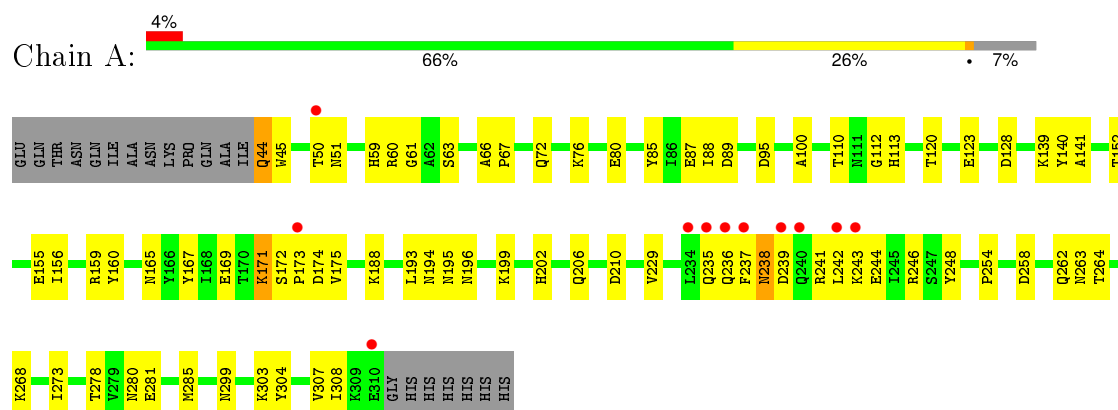 4%
Chain A:
66% 26% • 7%
GLU GLN THR ASN GLN ILE ALA ASN LYS PRO GLN ALA ILE Q44 W45 T50 N51 H59 R60 G61 A62 S63 A66 P67 Q72 K76 E80 Y85 I86 E87 I88 D89 D95 A100 T110 N111 G112 H113 T120 E123 D128 K139 Y140 A141 T152
E155 I156 R159 Y160 N165 Y166 Y167 I168 E169 T170 K171 S172 P173 D174 V175 K188 L193 N194 N195 N196 K199 H202 Q206 D210 V229 L234 Q235 Q236 F237 N238 D239 Q240 R241 L242 K243 E244 I245 R246 S247 Y248 P254 D258 Q262 N263 T264
K268 I273 T278 V279 N280 E281 M285 N299 K303 Y304 V307 I308 K309 E310 GLY HIS HIS HIS HIS HIS HIS